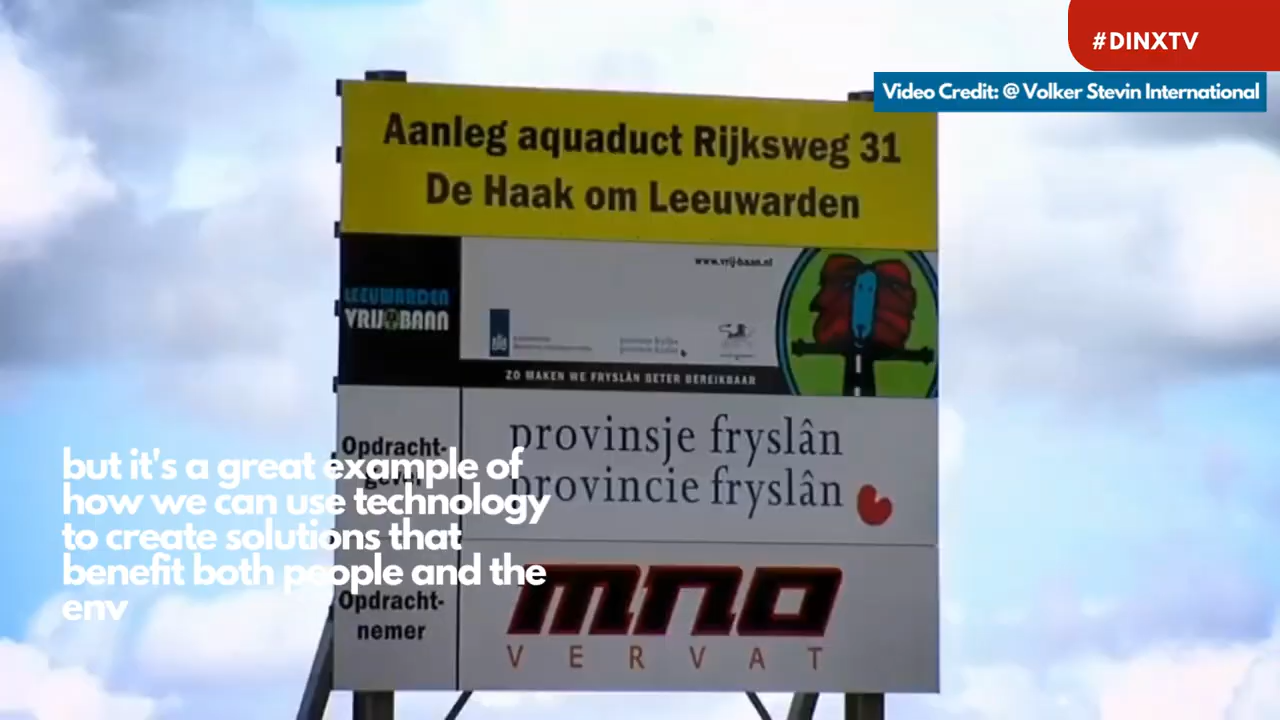 #DINXTV
Video Credit: @ Volker Stevin International
Aanleg aquaduct Rijksweg 31
De Haak om Leeuwarden
www.vrij-baan.nl
LEEUWARDEN
VRIJ BAAN
ZO MAKEN WE FRYSLÂN BETER BEREIKBAAR
Opdracht-
provinsje fryslân
provincie fryslân
but it's a great example of
how we can use technology
to create solutions that
benefit both people and the
env
Opdracht-
nemer
mno
VERVAT